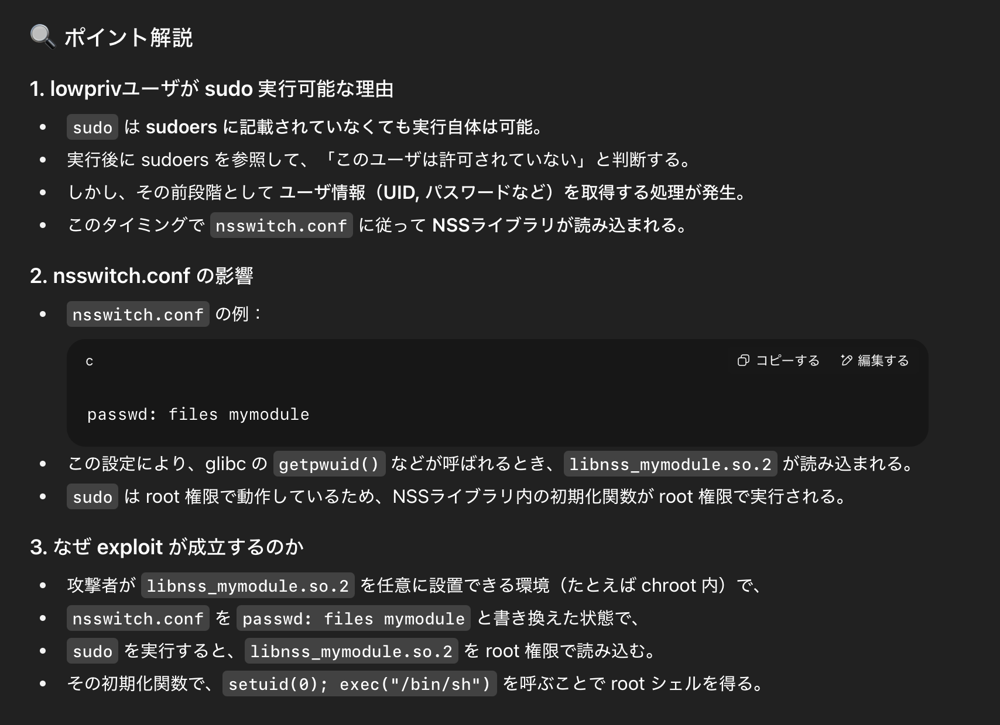 🔍 ポイント解説
1. lowprivユーザが sudo 実行可能な理由
• sudo は sudoers に記載されていなくても実行自体は可能。
• 実行後に sudoers を参照して、「このユーザは許可されていない」と判断する。
• しかし、その前段階として ユーザ情報（UID, パスワードなど）を取得する処理が発生。
• このタイミングで nsswitch.conf に従って NSSライブラリが読み込まれる。
2. nsswitch.conf の影響
• nsswitch.conf の例：
c コピーする 編集する
passwd: files mymodule
• この設定により、glibc の getpwuid() などが呼ばれるとき、libnss_mymodule.so.2 が読み込まれる。
• sudo は root 権限で動作しているため、NSSライブラリ内の初期化関数が root 権限で実行される。
3. なぜ exploit が成立するのか
• 攻撃者が libnss_mymodule.so.2 を任意に設置できる環境（たとえば chroot 内）で、
• nsswitch.conf を passwd: files mymodule と書き換えた状態で、
• sudo を実行すると、libnss_mymodule.so.2 を root 権限で読み込む。
• その初期化関数で、setuid(0); exec("/bin/sh") を呼ぶことで root シェルを得る。